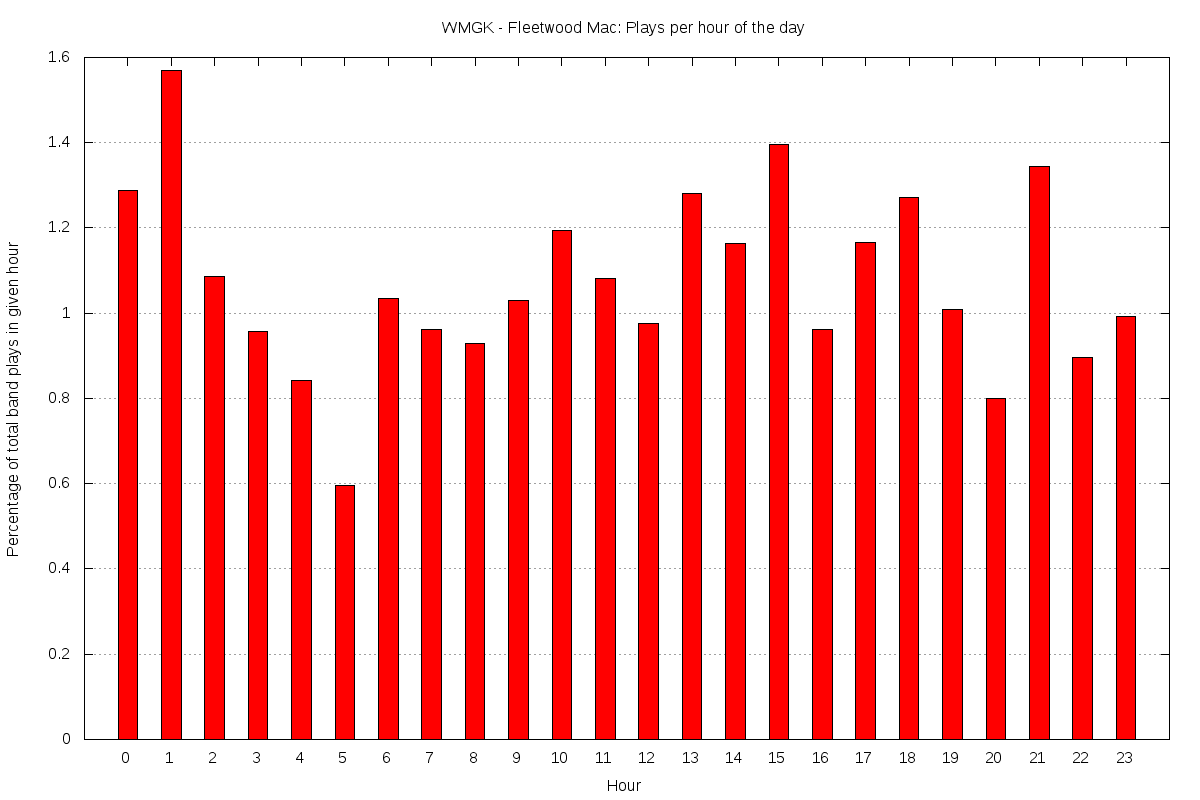 WMGK - Fleetwood Mac: Plays per hour of the day
Percentage of total band plays in given hour
1.6
1.4
1.2
1
0.8
0.6
0.4
0.2
0
0 1 2 3 4 5 6 7 8 9 10 11 12 13 14 15 16 17 18 19 20 21 22 23
Hour